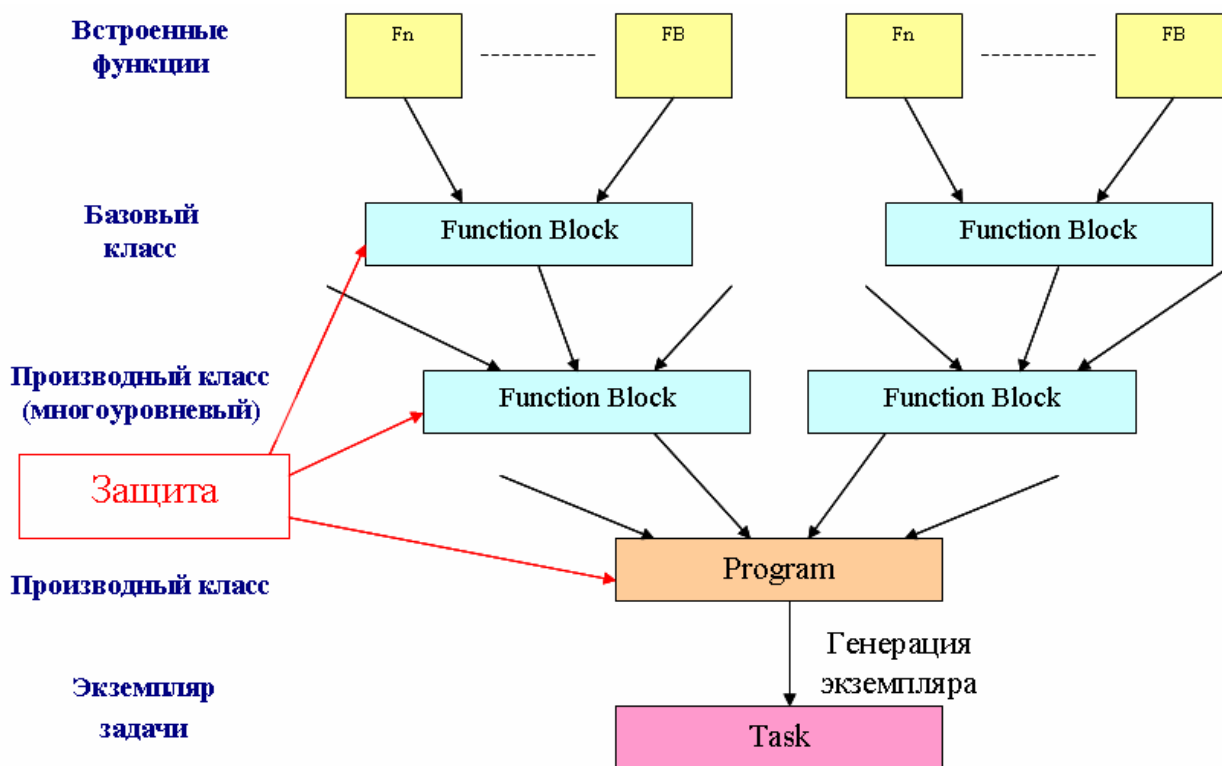 Встроенные
функции
Fn
FB
Fn
FB
Базовый
класс
Function Block
Function Block
Производный класс
(многоуровневый)
Function Block
Function Block
Защита
Производный класс
Program
Генерация
экземпляра
Экземпляр
задачи
Task